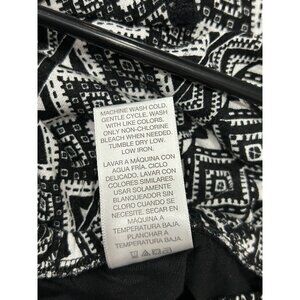 MACHINE WASH COLD,
GENTLE CYCLE. WASH
WITH LIKE COLORS.
ONLY NON-CHLORINE
BLEACH WHEN NEEDED.
TUMBLE DRY LOW.
LOW IRON.
LAVAR A MÁQUINA CON
AGUA FRÍA. CICLO
DELICADO. LAVAR CON
COLORES SIMILARES.
USAR SOLAMENTE
BLANQUEADOR SIN
CLORO CUANDO SE
NECESITE. SECAR EN
MÁQUINA A
TEMPERATURA BAJA.
PLANCHAR A
TEMPERATURA BAJA.